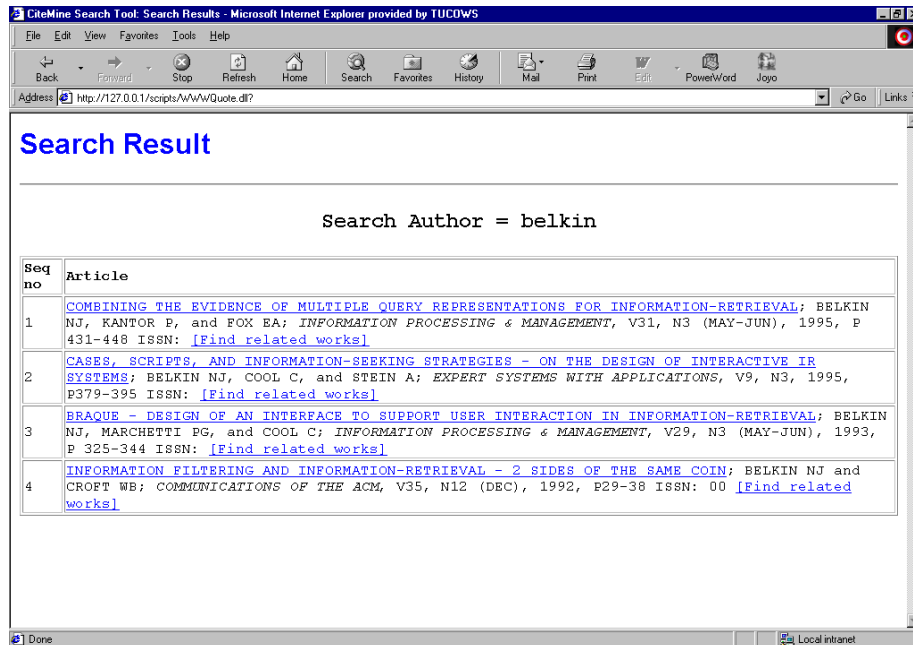 CiteMine Search Tool: Search Results - Microsoft Internet Explorer provided by TUCOWS
File Edit View Favorites Tools Help
Back Forward Stop Refresh Home Search Favorites History Mail Print Edit PowerWord Joyo
Address http://127.0.0.1/scripts/WWWQuote.dll? Go Links
Search Result
Search Author = belkin
Seq no Article
1 COMBINING THE EVIDENCE OF MULTIPLE QUERY REPRESENTATIONS FOR INFORMATION-RETRIEVAL; BELKIN
NJ, KANTOR P, and FOX EA; INFORMATION PROCESSING & MANAGEMENT, V31, N3 (MAY-JUN), 1995, P
431-448 ISSN: [Find related works]
2 CASES, SCRIPTS, AND INFORMATION-SEEKING STRATEGIES - ON THE DESIGN OF INTERACTIVE IR
SYSTEMS; BELKIN NJ, COOL C, and STEIN A; EXPERT SYSTEMS WITH APPLICATIONS, V9, N3, 1995,
P379-395 ISSN: [Find related works]
3 BRAQUE - DESIGN OF AN INTERFACE TO SUPPORT USER INTERACTION IN INFORMATION-RETRIEVAL; BELKIN
NJ, MARCHETTI PG, and COOL C; INFORMATION PROCESSING & MANAGEMENT, V29, N3 (MAY-JUN), 1993,
P 325-344 ISSN: [Find related works]
4 INFORMATION FILTERING AND INFORMATION-RETRIEVAL - 2 SIDES OF THE SAME COIN; BELKIN NJ and
CROFT WB; COMMUNICATIONS OF THE ACM, V35, N12 (DEC), 1992, P29-38 ISSN: 00 [Find related
works]
Done Local intranet